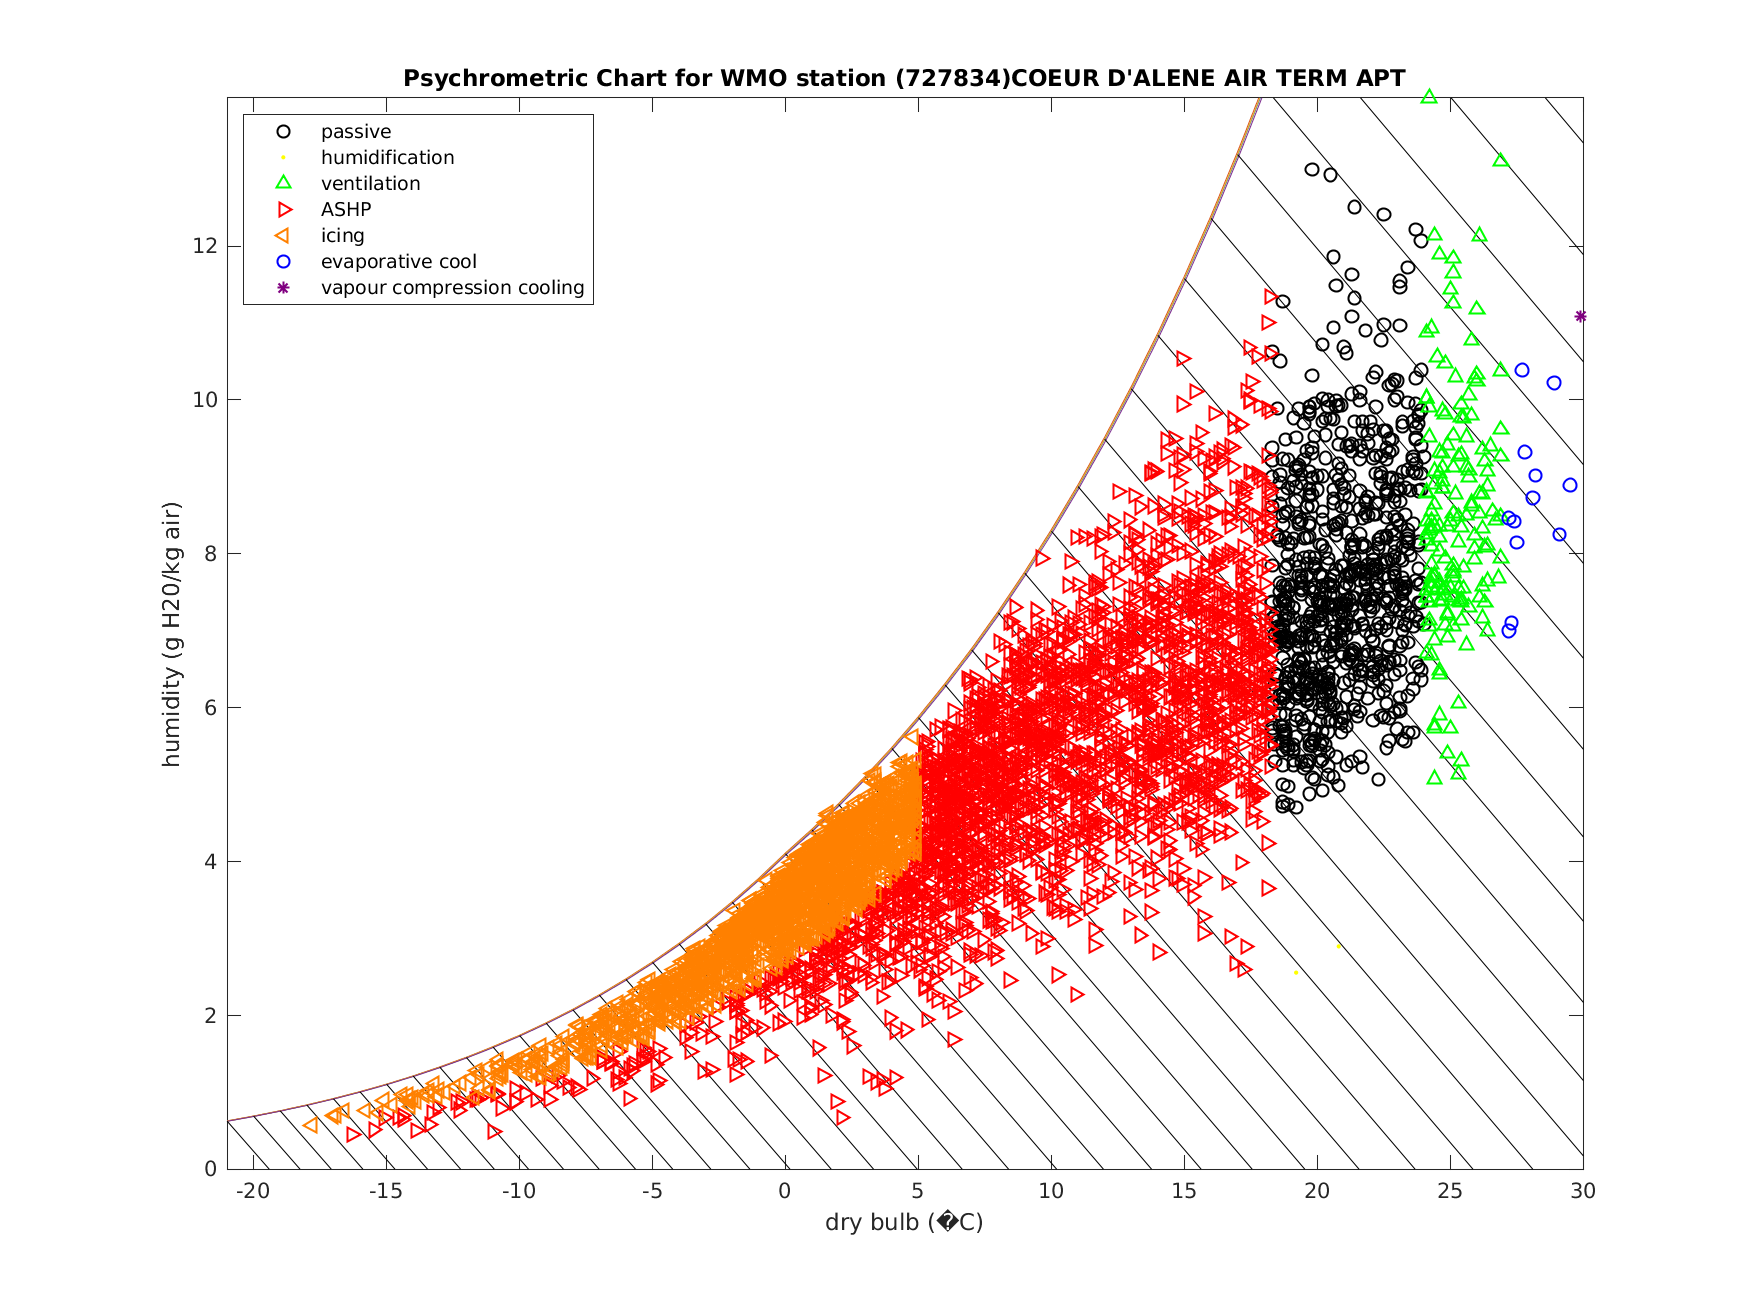 Psychrometric Chart for WMO station (727834)COEUR D'ALENE AIR TERM APT
passive
humidification
ventilation
ASHP
icing
evaporative cool
vapour compression cooling
humidity (g H20/kg air)
12
10
8
6
4
2
0
-20 -15 -10 -5 0 5 10 15 20 25 30
dry bulb (�C)